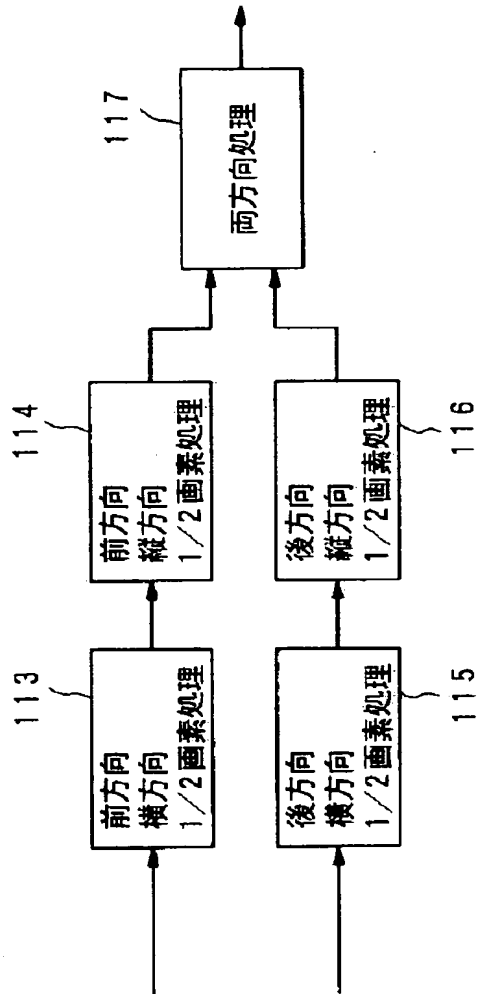 113
前方向
横方向
1/2画素処理
114
前方向
縦方向
1/2画素処理
115
後方向
横方向
1/2画素処理
116
後方向
縦方向
1/2画素処理
117
両方向処理